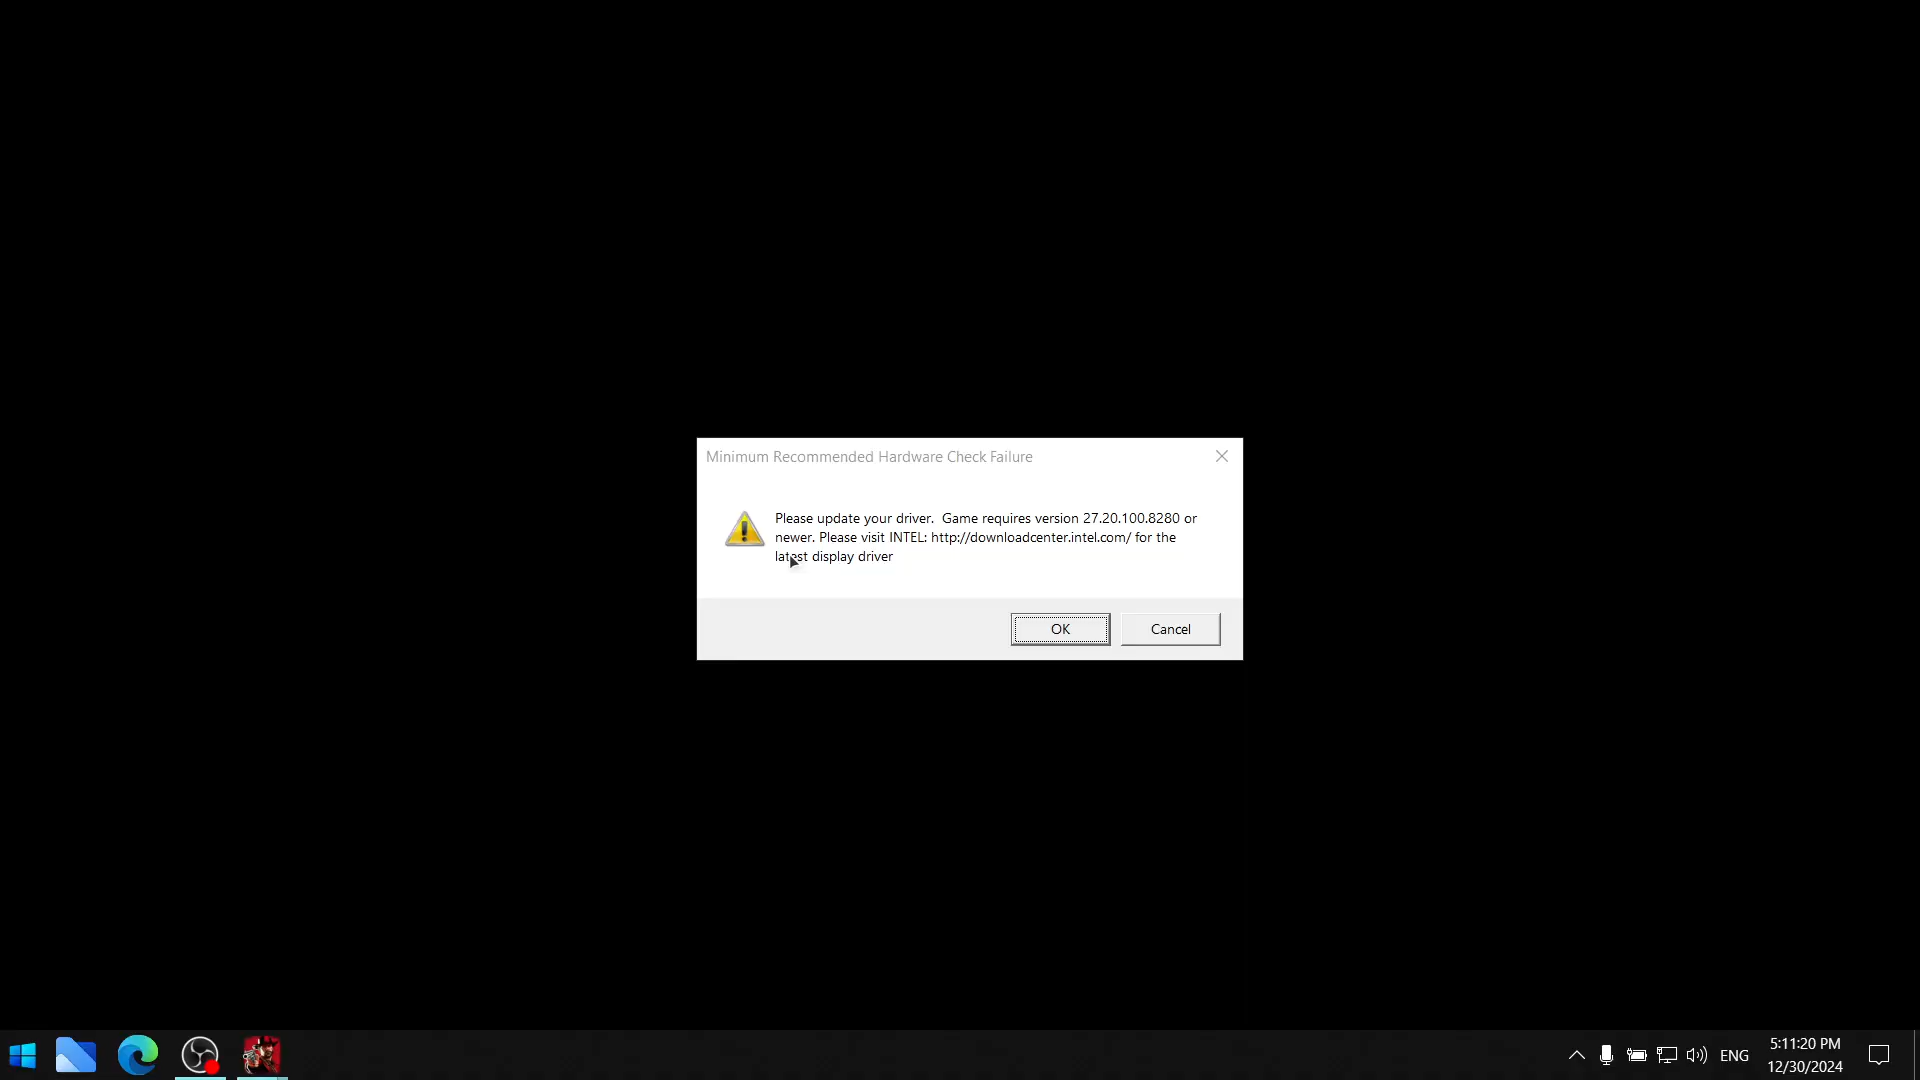 Minimum Recommended Hardware Check Failure
Please update your driver.  Game requires version 27.20.100.8280 or
newer. Please visit INTEL: http://downloadcenter.intel.com/ for the
latest display driver
OK
Cancel
ENG
5:11:20 PM
12/30/2024